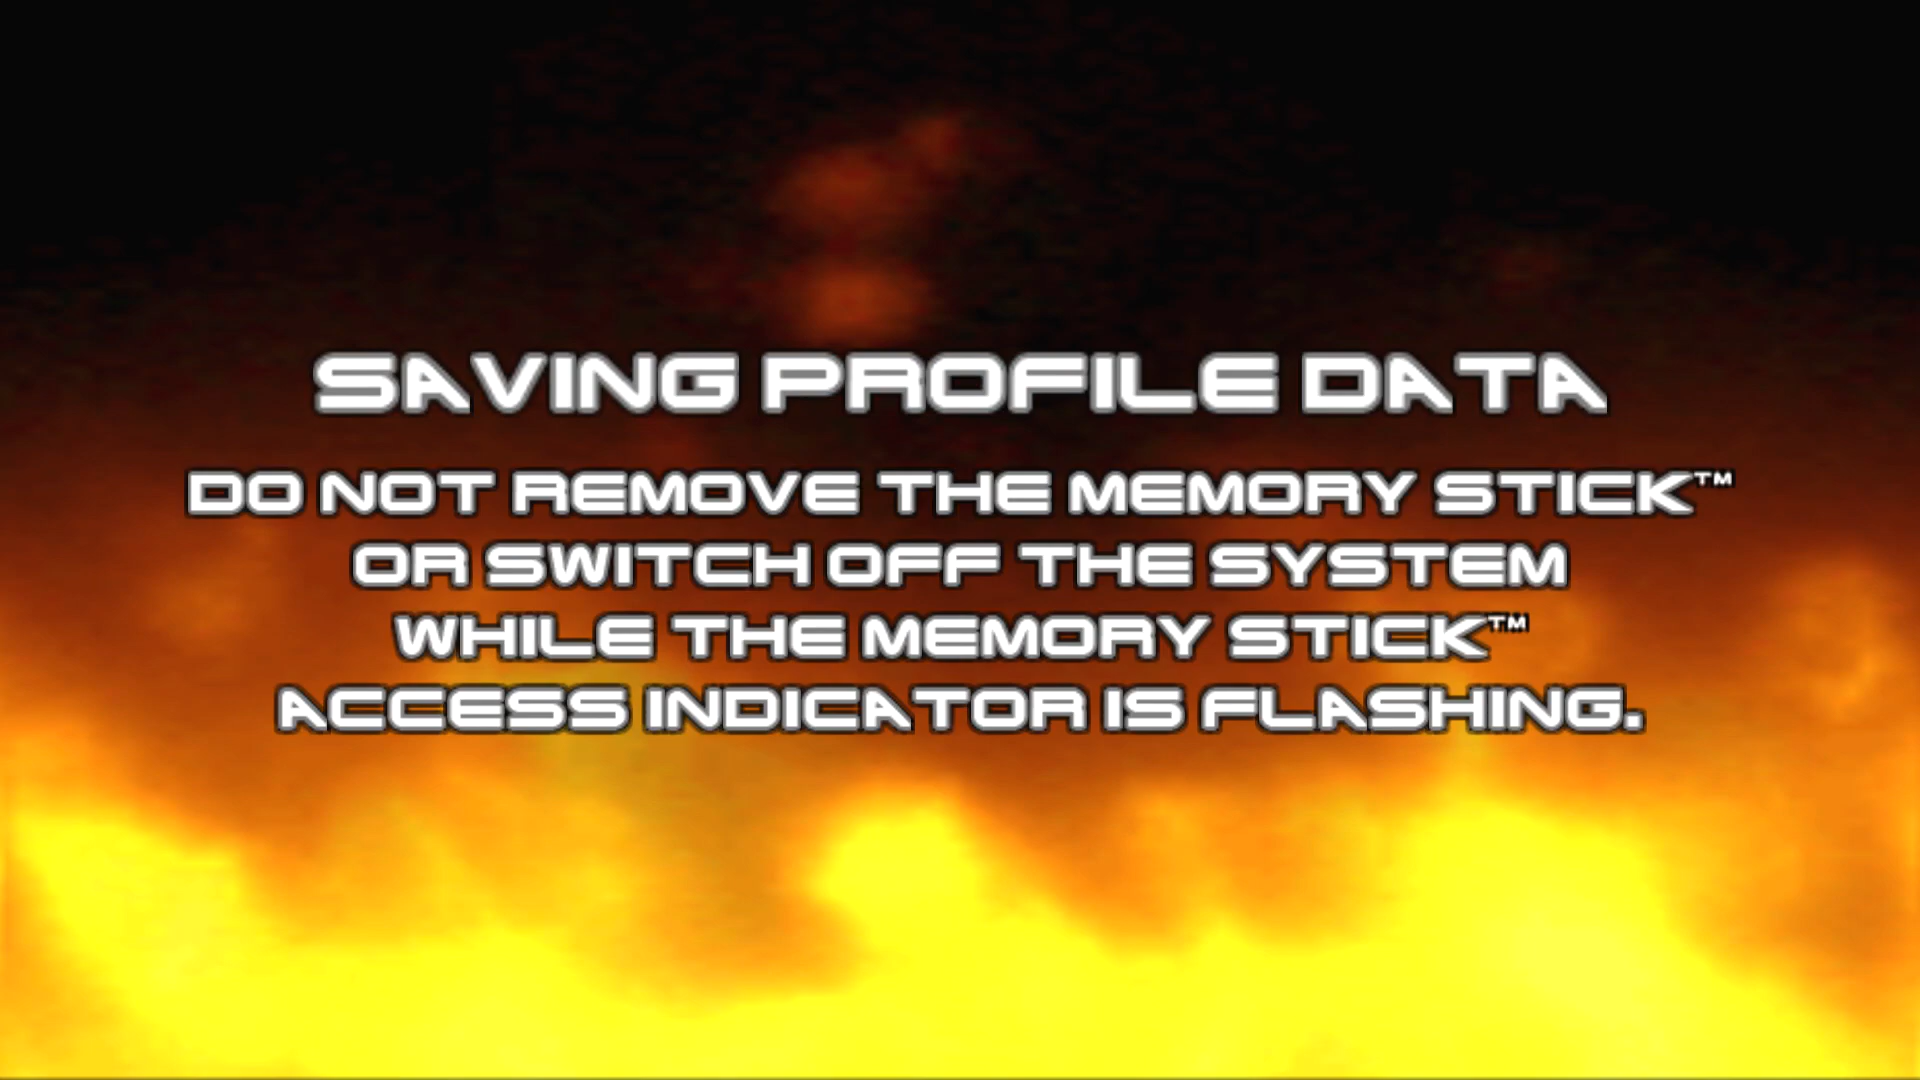 SAVING PROFILE DATA
DO NOT REMOVE THE MEMORY STICK™
OR SWITCH OFF THE SYSTEM
WHILE THE MEMORY STICK™
ACCESS INDICATOR IS FLASHING.